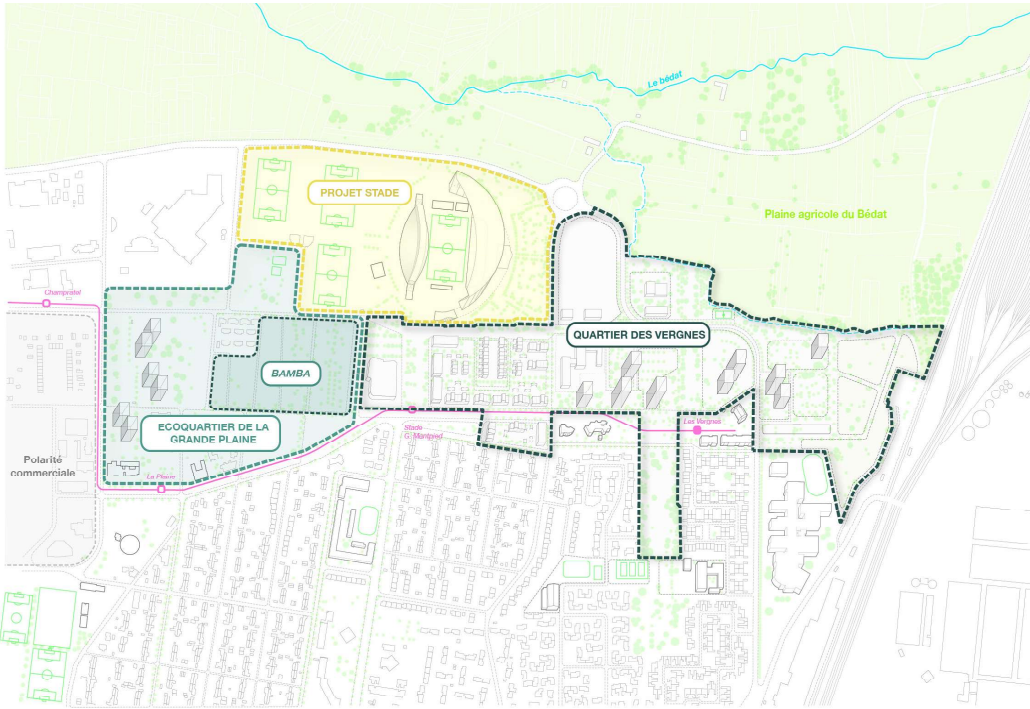 Le bédat
PROJET STADE
Plaine agricole du Bédat
Champratel
QUARTIER DES VERGNES
BAMBA
ECOQUARTIER DE LA
GRANDE PLAINE
Stade
G. Montpied
Les Vergnes
Polarité
commerciale
La Plaine